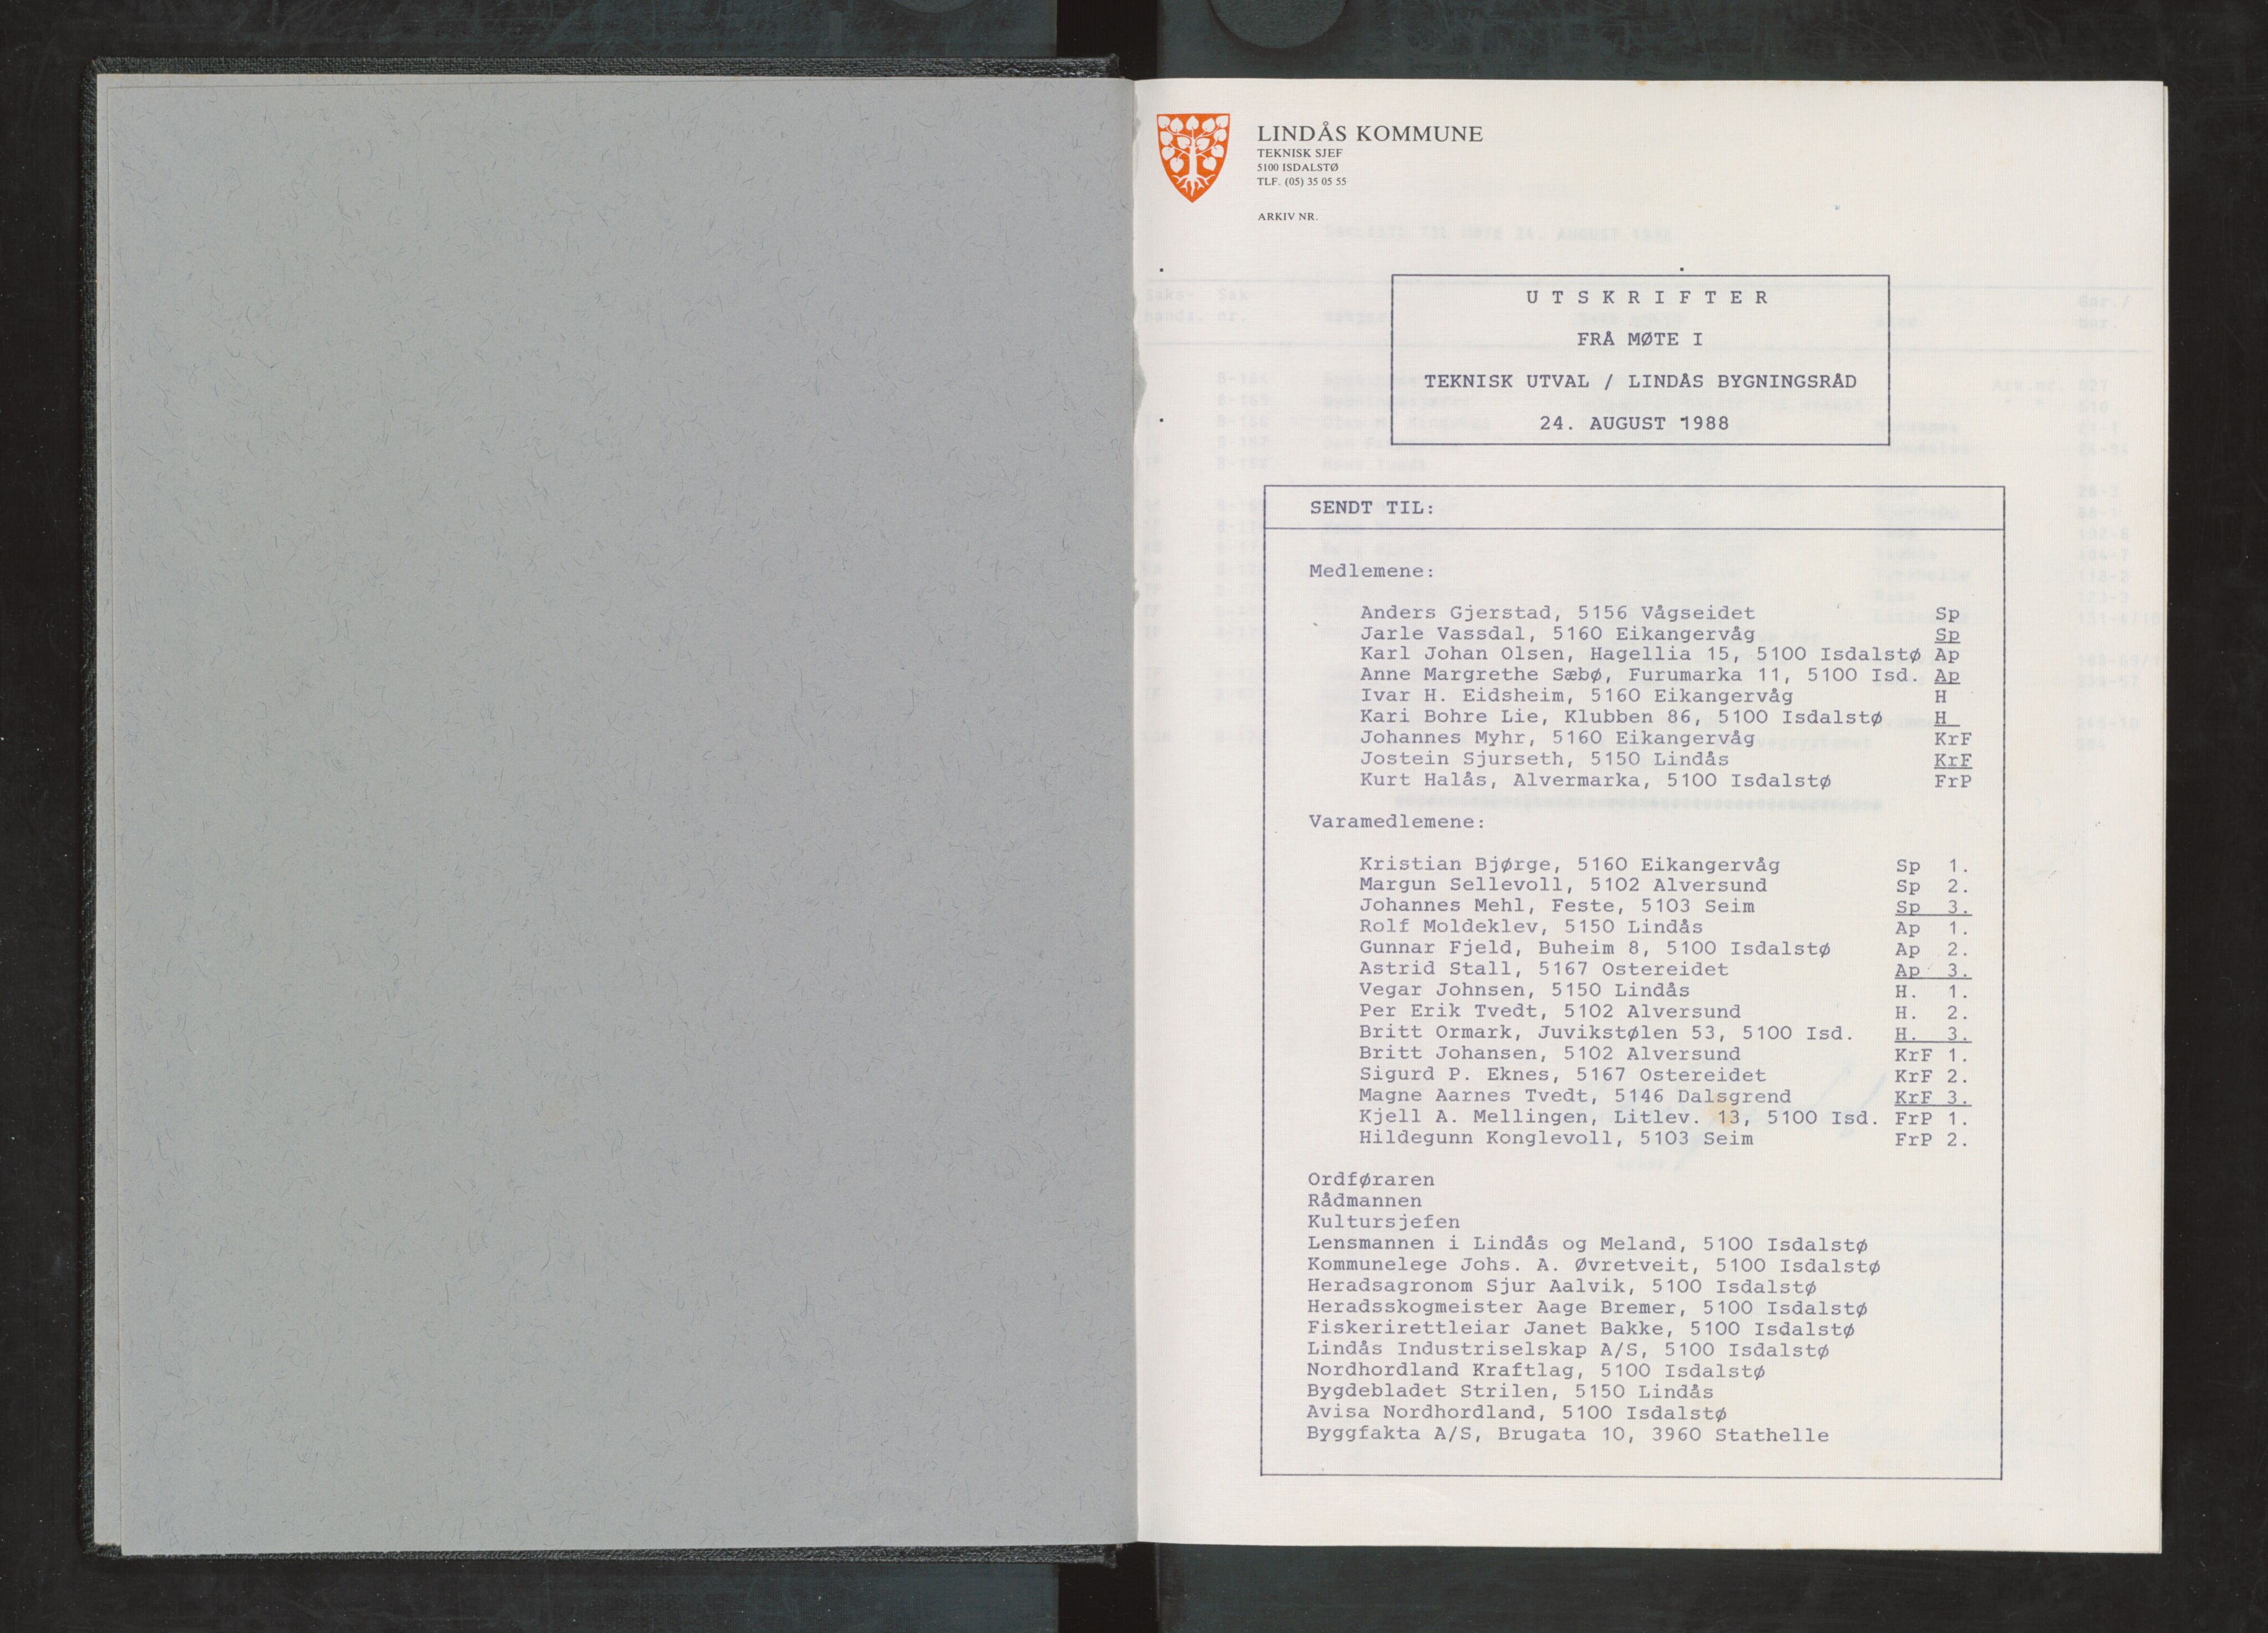 LINDÅS KOMMUNE
TEKNISK SJEF
5100 ISDALSTØ
TLF. (05) 35 05 55
ARKIV NR.
UTSKRIFTER
FRÅ MØTE I
TEKNISK UTVAL / LINDÅS BYGNINGSRÅD
24. AUGUST 1988
SENDT TIL:
Medlemene:
Anders Gjerstad, 5156 Vågseidet Sp
Jarle Vassdal, 5160 Eikangervåg Sp
Karl Johan Olsen, Hagellia 15, 5100 Isdalstø Ap
Anne Margrethe Sæbø, Furumarka 11, 5100 Isd. Ap
Ivar H. Eidsheim, 5160 Eikangervåg H
Kari Bohre Lie, Klubben 86, 5100 Isdalstø H
Johannes Myhr, 5160 Eikangervåg KrF
Jostein Sjurseth, 5150 Lindås KrF
Kurt Halås, Alvermarka, 5100 Isdalstø FrP
Varamedlemene:
Kristian Bjørge, 5160 Eikangervåg Sp 1.
Margun Sellevoll, 5102 Alversund Sp 2.
Johannes Mehl, Feste, 5103 Seim Sp 3.
Rolf Moldeklev, 5150 Lindås Ap 1.
Gunnar Fjeld, Buheim 8, 5100 Isdalstø Ap 2.
Astrid Stall, 5167 Ostereidet Ap 3.
Vegar Johnsen, 5150 Lindås H. 1.
Per Erik Tvedt, 5102 Alversund H. 2.
Britt Ormark, Juvikstølen 53, 5100 Isd. H. 3.
Britt Johansen, 5102 Alversund KrF 1.
Sigurd P. Eknes, 5167 Ostereidet KrF 2.
Magne Aarnes Tvedt, 5146 Dalsgrend KrF 3.
Kjell A. Mellingen, Litlev. 13, 5100 Isd. FrP 1.
Hildegunn Konglevoll, 5103 Seim FrP 2.
Ordføraren
Rådmannen
Kultursjefen
Lensmannen i Lindås og Meland, 5100 Isdalstø
Kommunelege Johs. A. Øvretveit, 5100 Isdalstø
Heradsagronom Sjur Aalvik, 5100 Isdalstø
Heradsskogmeister Aage Bremer, 5100 Isdalstø
Fiskerirettleiar Janet Bakke, 5100 Isdalstø
Lindås Industriselskap A/S, 5100 Isdalstø
Nordhordland Kraftlag, 5100 Isdalstø
Bygdebladet Strilen, 5150 Lindås
Avisa Nordhordland, 5100 Isdalstø
Byggfakta A/S, Brugata 10, 3960 Stathelle